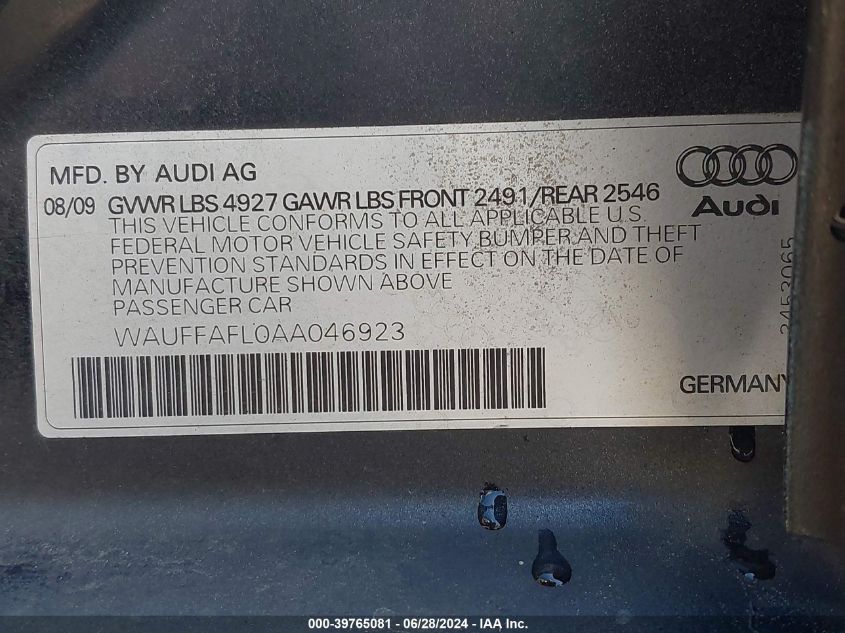 MFD. BY AUDI AG
08/09 GVWR LBS 4927 GAWR LBS FRONT 2491/REAR 2546
THIS VEHICLE CONFORMS TO ALL APPLICABLE U.S.
FEDERAL MOTOR VEHICLE SAFETY BUMPER AND THEFT
PREVENTION STANDARDS IN EFFECT ON THE DATE OF
MANUFACTURE SHOWN ABOVE
PASSENGER CAR
WAUFFAFL0AA046923
Audi
2453065
GERMANY
000-39765081 - 06/28/2024 - IAA Inc.